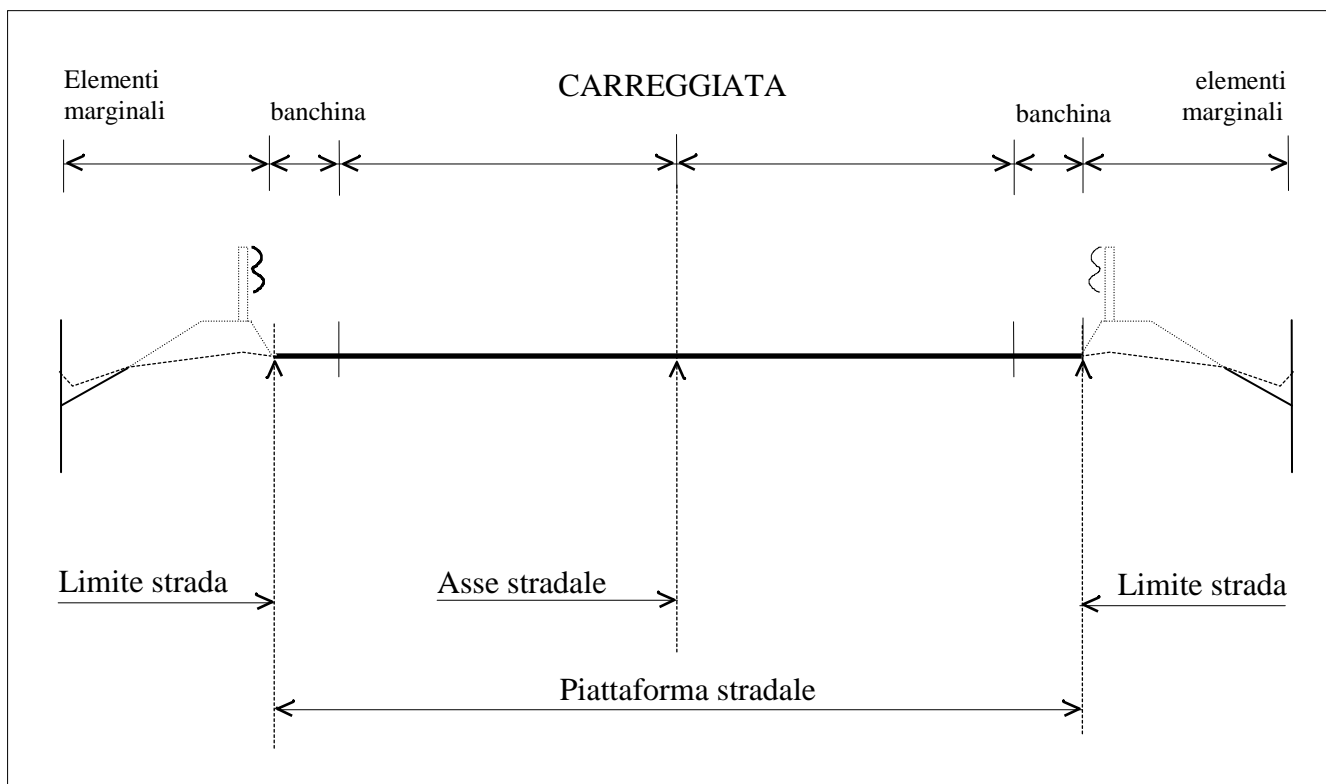 Elementi
marginali
banchina
CARREGGIATA
banchina
elementi
marginali
Limite strada
Asse stradale
Limite strada
Piattaforma stradale